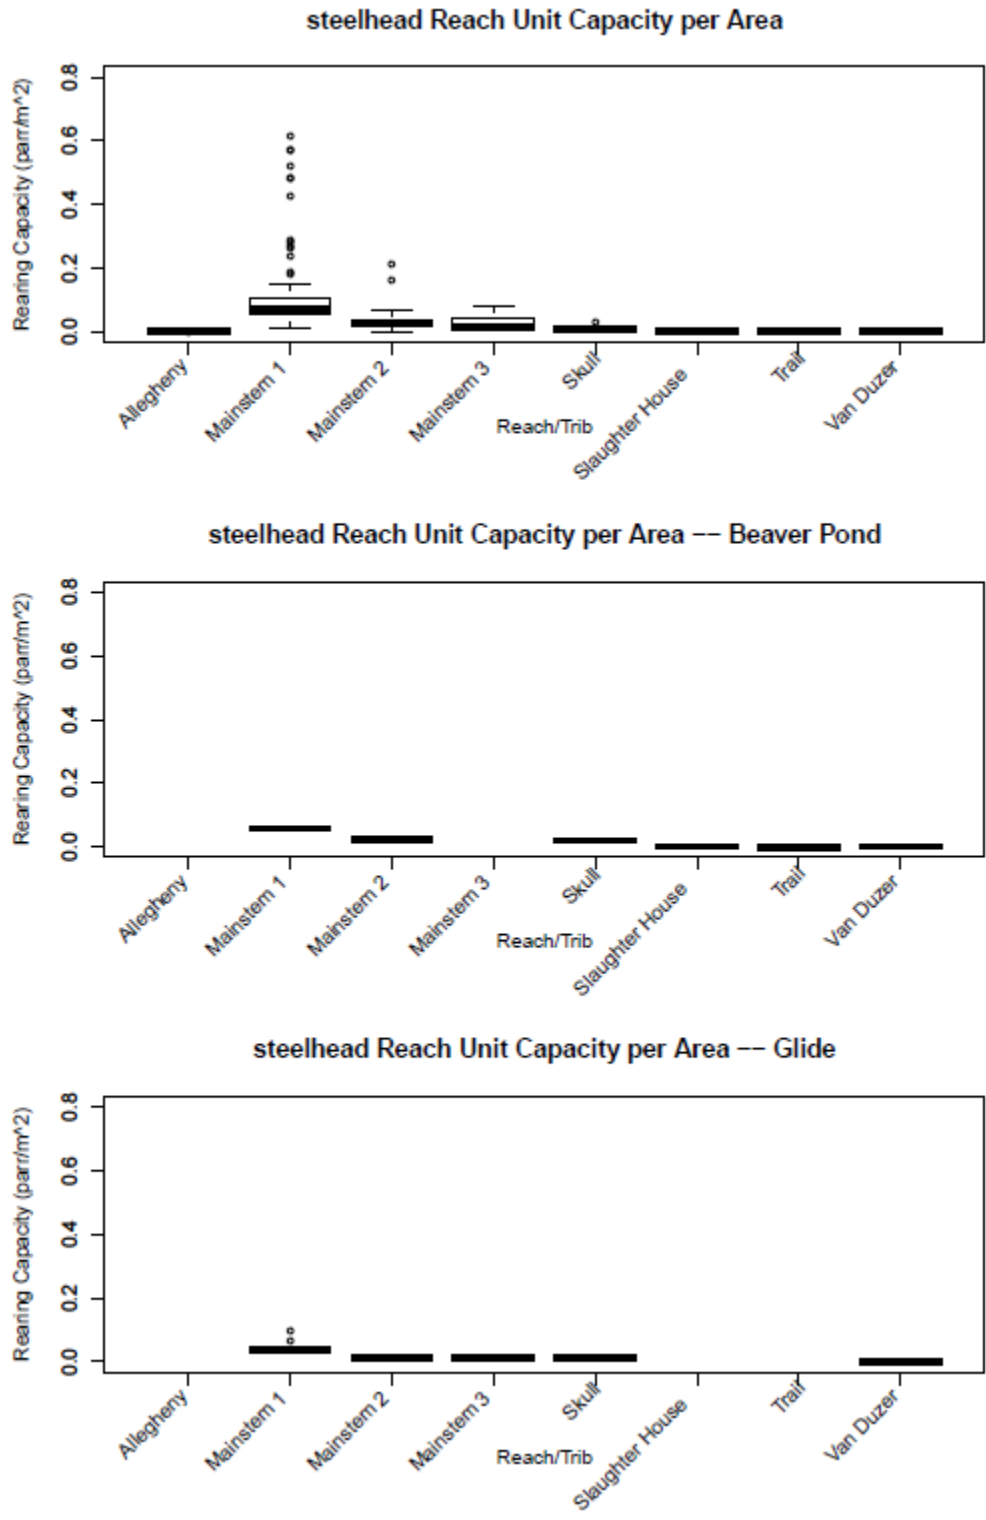 steelhead Reach Unit Capacity per Area
Rearing Capacity (parr/m^2)
0.8
0.6
0.4
0.2
0.0
Allegheny
Mainstem 1
Mainstem 2
Mainstem 3
Skull
Slaughter House
Trail
Van Duzer
Reach/Trib
steelhead Reach Unit Capacity per Area −− Beaver Pond
Rearing Capacity (parr/m^2)
0.8
0.6
0.4
0.2
0.0
Allegheny
Mainstem 1
Mainstem 2
Mainstem 3
Skull
Slaughter House
Trail
Van Duzer
Reach/Trib
steelhead Reach Unit Capacity per Area −− Glide
Rearing Capacity (parr/m^2)
0.8
0.6
0.4
0.2
0.0
Allegheny
Mainstem 1
Mainstem 2
Mainstem 3
Skull
Slaughter House
Trail
Van Duzer
Reach/Trib